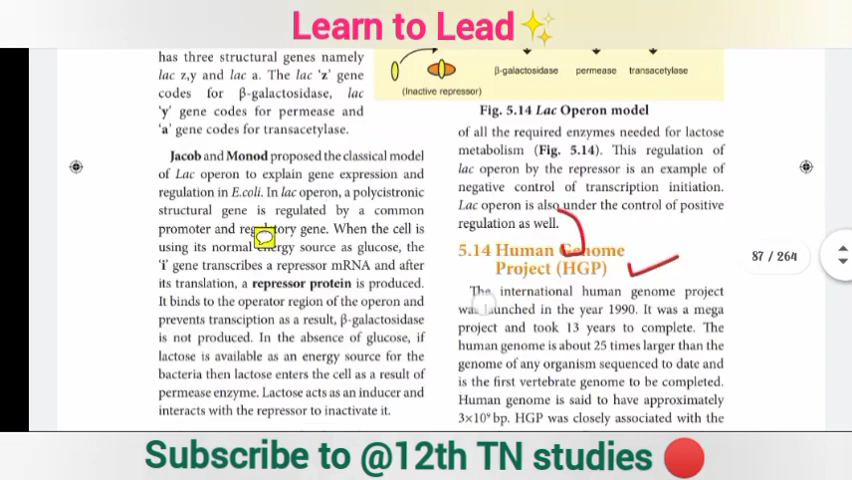 Learn to Lead✨
has three structural genes namely
lac z,y and lac a. The lac 'z' gene
codes for β-galactosidase, lac
'y' gene codes for permease and
'a' gene codes for transacetylase.
Jacob and Monod proposed the classical model
of Lac operon to explain gene expression and
regulation in E.coli. In lac operon, a polycistronic
structural gene is regulated by a common
promoter and regulatory gene. When the cell is
using its normal energy source as glucose, the
'i' gene transcribes a repressor mRNA and after
its translation, a repressor protein is produced.
It binds to the operator region of the operon and
prevents transciption as a result, β-galactosidase
is not produced. In the absence of glucose, if
lactose is available as an energy source for the
bacteria then lactose enters the cell as a result of
permease enzyme. Lactose acts as an inducer and
interacts with the repressor to inactivate it.
(Inactive repressor)
β-galactosidase permease transacetylase
Fig. 5.14 Lac Operon model
of all the required enzymes needed for lactose
metabolism (Fig. 5.14). This regulation of
lac operon by the repressor is an example of
negative control of transcription initiation.
Lac operon is also under the control of positive
regulation as well.
5.14 Human Genome
Project (HGP)
The international human genome project
was launched in the year 1990. It was a mega
project and took 13 years to complete. The
human genome is about 25 times larger than the
genome of any organism sequenced to date and
is the first vertebrate genome to be completed.
Human genome is said to have approximately
3×10⁹ bp. HGP was closely associated with the
87 / 264
Subscribe to @12th TN studies 🔴